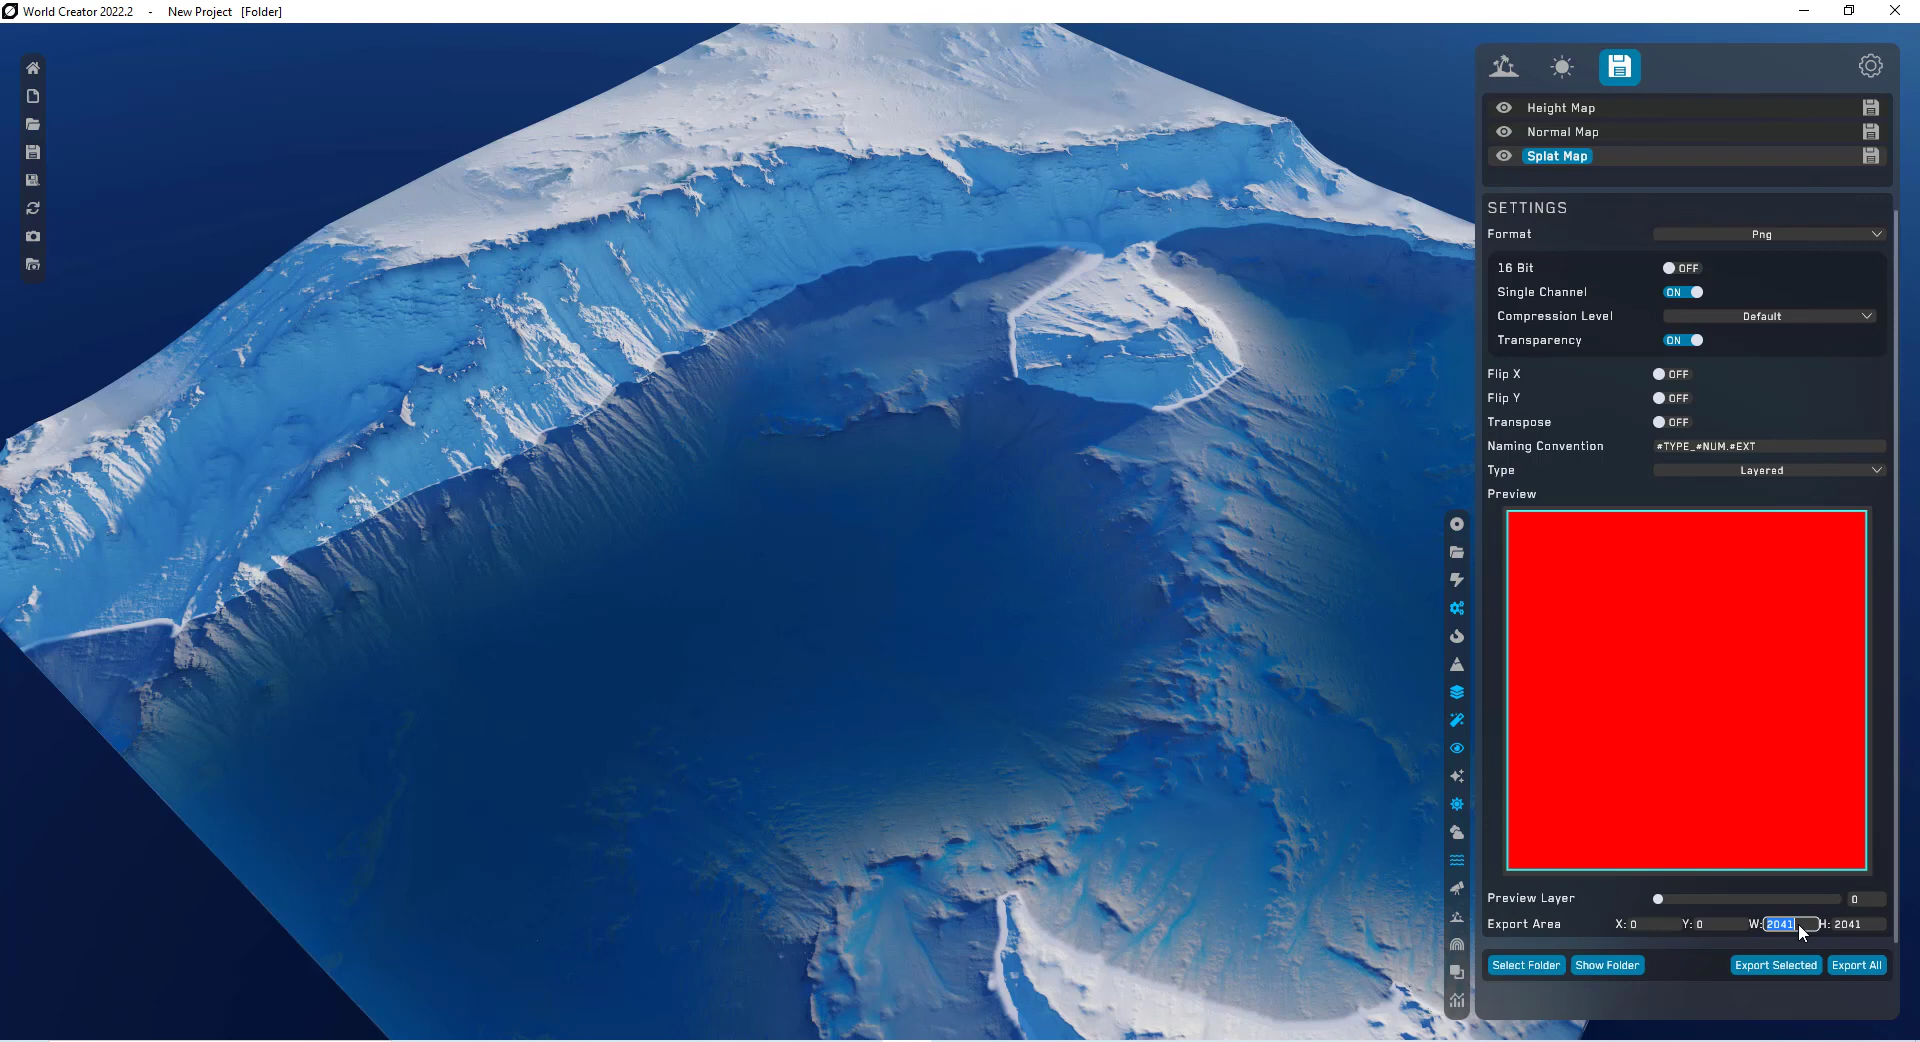 World Creator 2022.2 - New Project [Folder]
Height Map
Normal Map
Splat Map
SETTINGS
Format Png
16 Bit OFF
Single Channel ON
Compression Level Default
Transparency ON
Flip X OFF
Flip Y OFF
Transpose OFF
Naming Convention #TYPE_#NUM.#EXT
Type Layered
Preview
Preview Layer 0
Export Area X: 0 Y: 0 W: 2041 H: 2041
Select Folder Show Folder Export Selected Export All